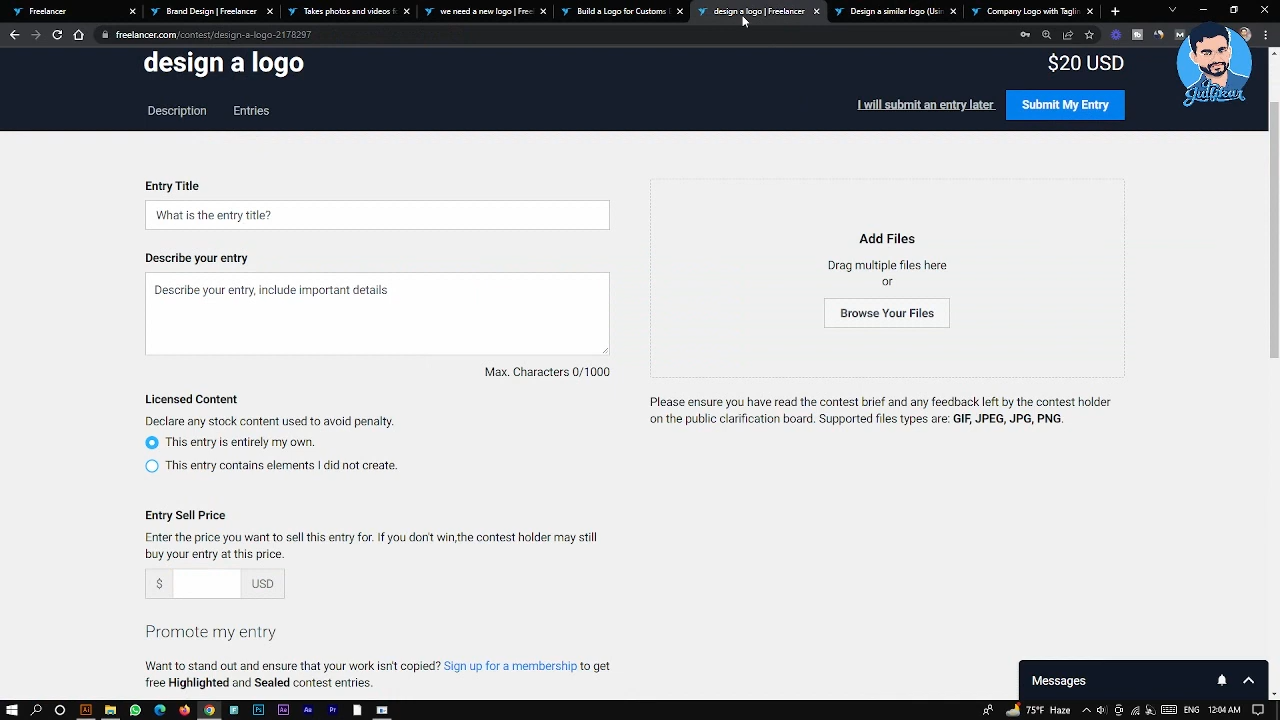 Freelancer
Brand Design | Freelancer
Takes photos and videos f
we need a new logo | Freel
Build a Logo for Customs
design a logo | Freelancer
Design a similar logo (Usin
Company Logo with Taglin
freelancer.com/contest/design-a-logo-2178297
design a logo
$20 USD
Julfikar
Description
Entries
I will submit an entry later
Submit My Entry
Entry Title
What is the entry title?
Describe your entry
Describe your entry, include important details
Max. Characters 0/1000
Add Files
Drag multiple files here
or
Browse Your Files
Please ensure you have read the contest brief and any feedback left by the contest holder
on the public clarification board. Supported files types are: GIF, JPEG, JPG, PNG.
Licensed Content
Declare any stock content used to avoid penalty.
This entry is entirely my own.
This entry contains elements I did not create.
Entry Sell Price
Enter the price you want to sell this entry for. If you don't win,the contest holder may still
buy your entry at this price.
$
USD
Promote my entry
Want to stand out and ensure that your work isn't copied? Sign up for a membership to get
free Highlighted and Sealed contest entries.
Messages
Ai
Ps
Ae
Pr
75°F Haze
ENG
12:04 AM